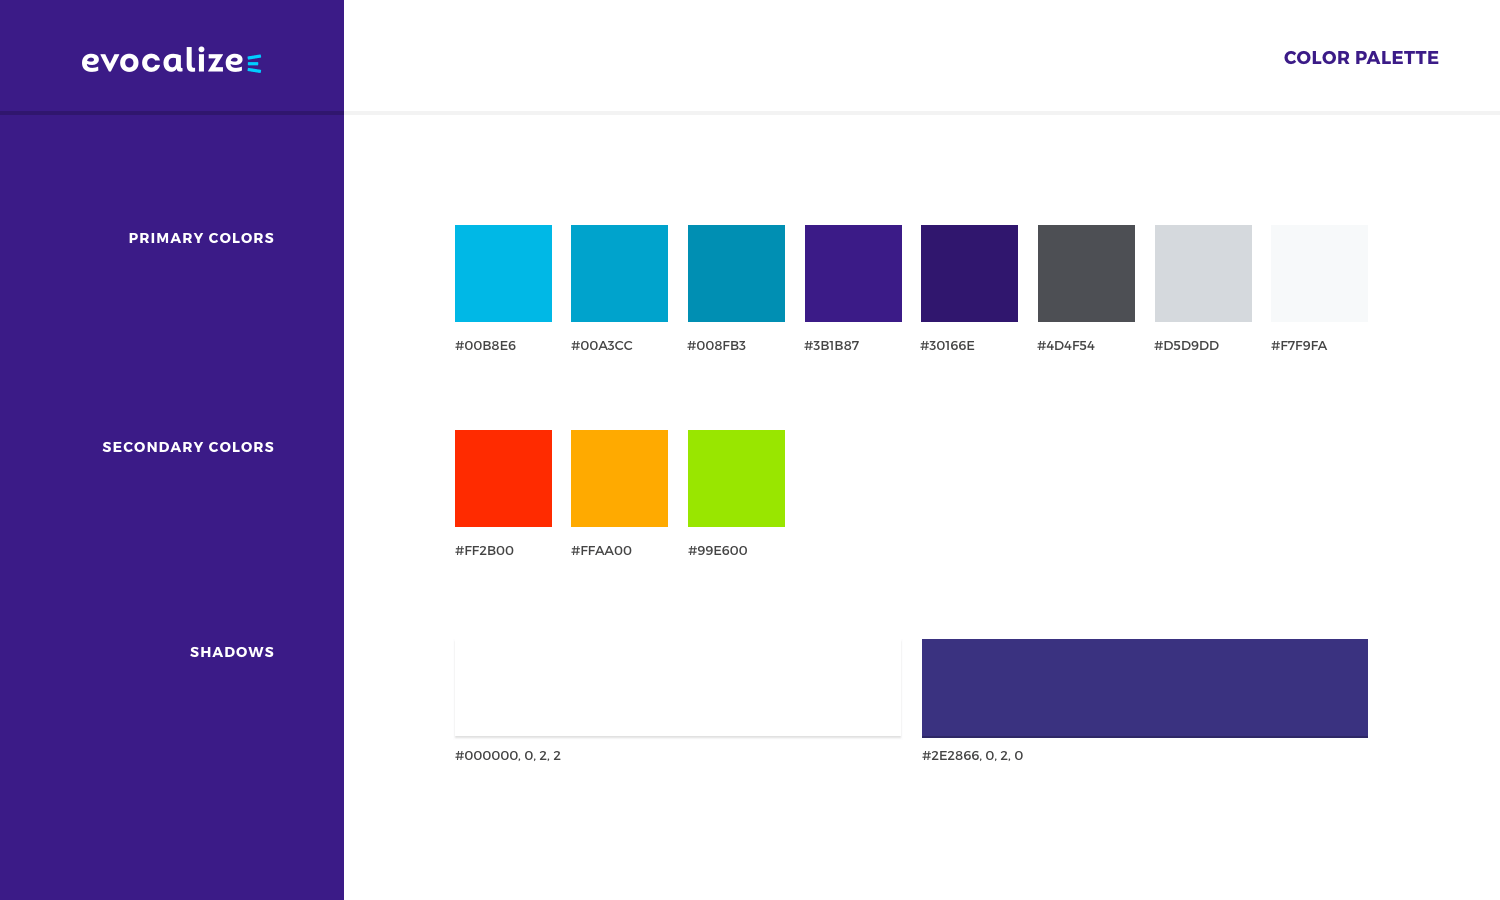 evocalize
COLOR PALETTE
PRIMARY COLORS
#00B8E6
#00A3CC
#008FB3
#3B1B87
#30166E
#4D4F54
#D5D9DD
#F7F9FA
SECONDARY COLORS
#FF2B00
#FFAA00
#99E600
SHADOWS
#000000, 0, 2, 2
#2E2866, 0, 2, 0